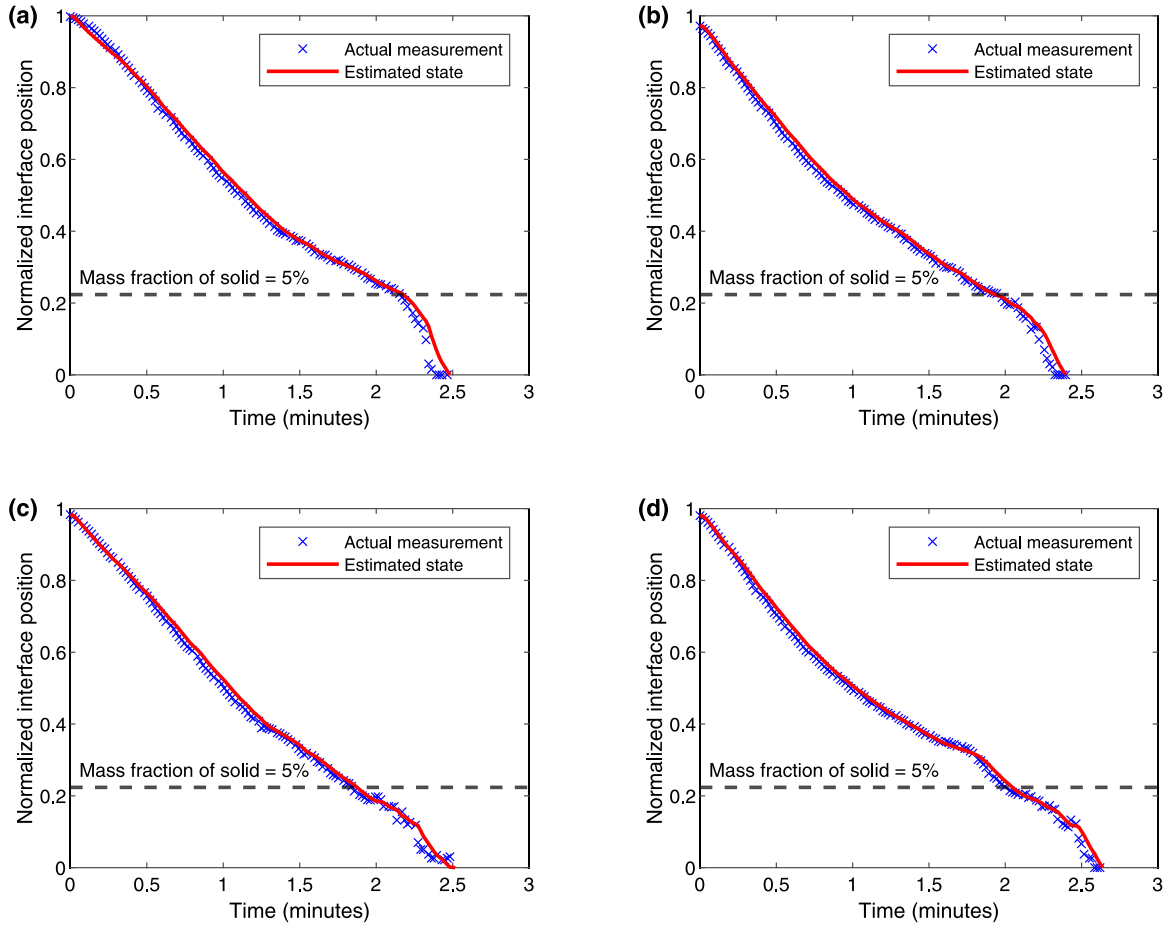 (a)
Normalized interface position
1
0.8
0.6
0.4
0.2
0
Actual measurement
Estimated state
Mass fraction of solid = 5%
0 0.5 1 1.5 2 2.5 3
Time (minutes)
(b)
Normalized interface position
1
0.8
0.6
0.4
0.2
0
Actual measurement
Estimated state
Mass fraction of solid = 5%
0 0.5 1 1.5 2 2.5 3
Time (minutes)
(c)
Normalized interface position
1
0.8
0.6
0.4
0.2
0
Actual measurement
Estimated state
Mass fraction of solid = 5%
0 0.5 1 1.5 2 2.5 3
Time (minutes)
(d)
Normalized interface position
1
0.8
0.6
0.4
0.2
0
Actual measurement
Estimated state
Mass fraction of solid = 5%
0 0.5 1 1.5 2 2.5 3
Time (minutes)